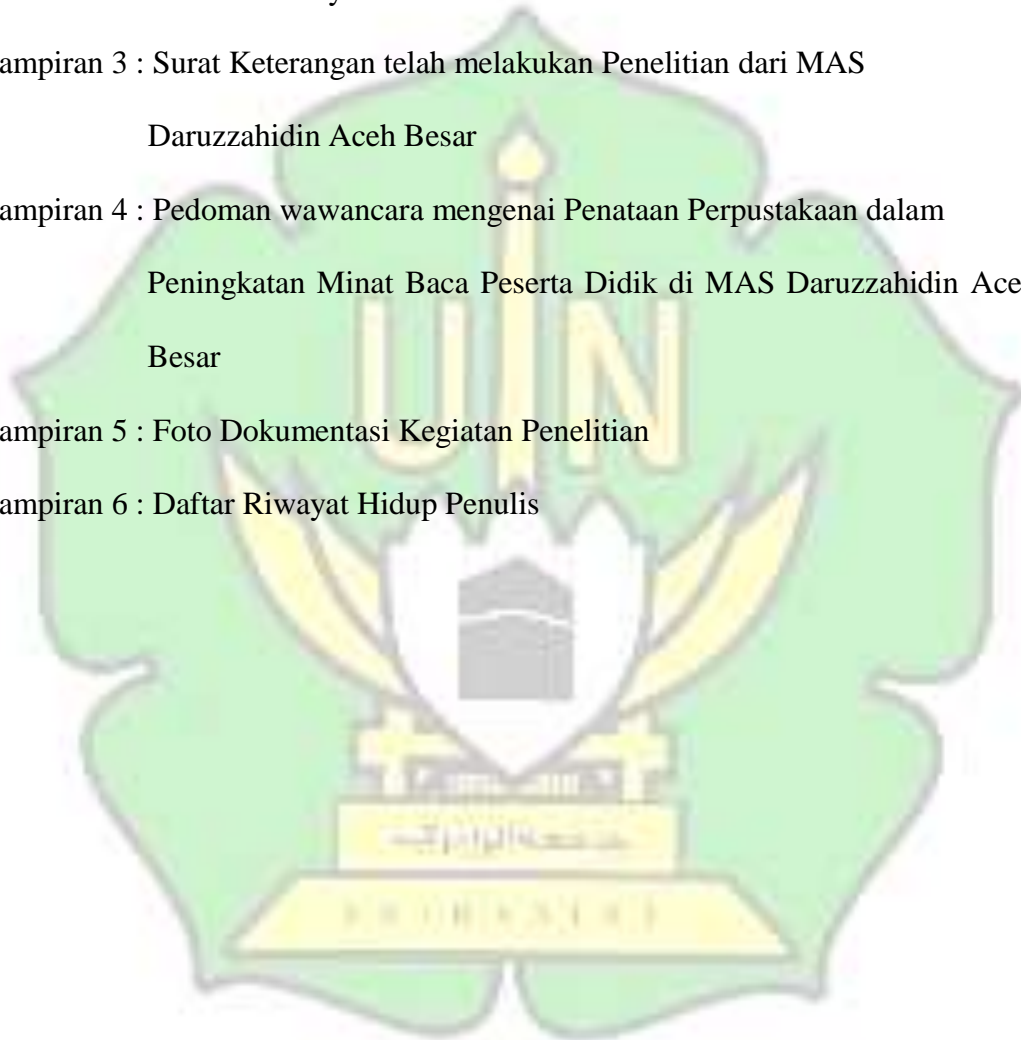 ampiran 3 : Surat Keterangan telah melakukan Penelitian dari MAS
Daruzzahidin Aceh Besar
ampiran 4 : Pedoman wawancara mengenai Penataan Perpustakaan dalam
Peningkatan Minat Baca Peserta Didik di MAS Daruzzahidin Ace
Besar
ampiran 5 : Foto Dokumentasi Kegiatan Penelitian
ampiran 6 : Daftar Riwayat Hidup Penulis
UIN